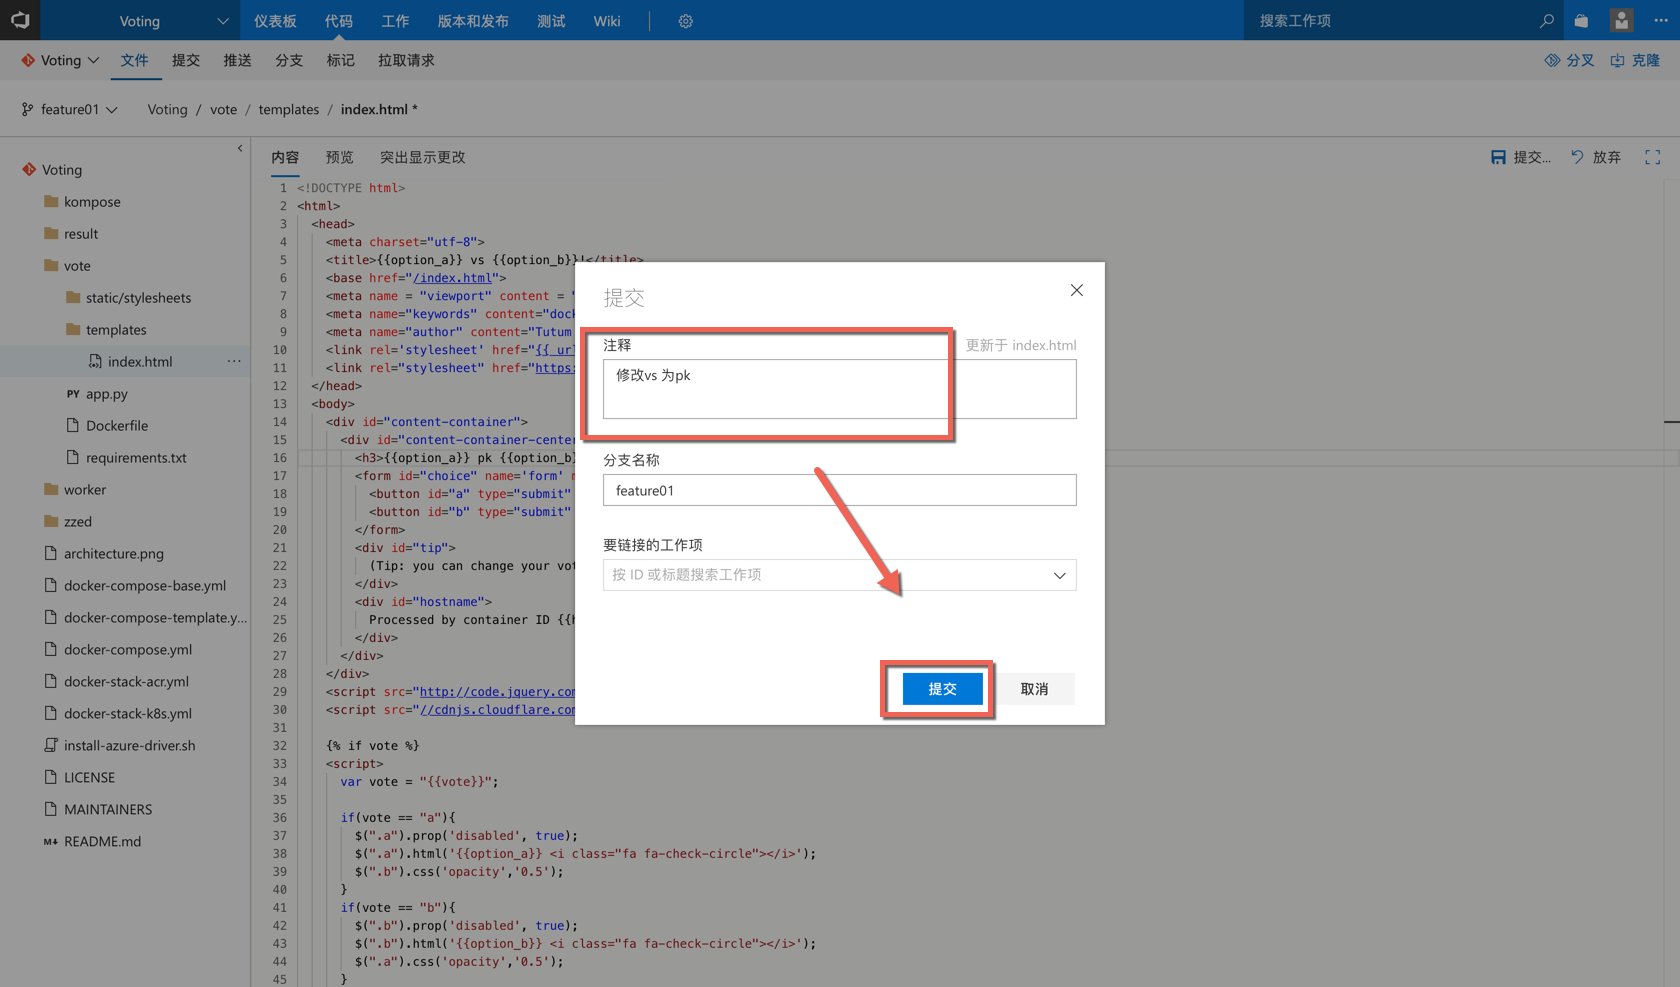 Voting
仪表板 代码 工作 版本和发布 测试 Wiki
搜索工作项
Voting 文件 提交 推送 分支 标记 拉取请求
分叉 克隆
feature01 Voting / vote / templates / index.html *
Voting
kompose
result
vote
static/stylesheets
templates
index.html ...
PY app.py
Dockerfile
requirements.txt
worker
zzed
architecture.png
docker-compose-base.yml
docker-compose-template.y...
docker-compose.yml
docker-stack-acr.yml
docker-stack-k8s.yml
install-azure-driver.sh
LICENSE
MAINTAINERS
M↓ README.md
内容 预览 突出显示更改
提交... 放弃
1 <!DOCTYPE html>
2 <html>
3 <head>
4 <meta charset="utf-8">
5 <title>{{option_a}} vs {{option_b}}!</title>
6 <base href="/index.html">
7 <meta name = "viewport" content = "
8 <meta name="keywords" content="dock
9 <meta name="author" content="Tutum
10 <link rel='stylesheet' href="{{ ur
11 <link rel="stylesheet" href="https:
12 </head>
13 <body>
14 <div id="content-container">
15 <div id="content-container-center
16 <h3>{{option_a}} pk {{option_b
17 <form id="choice" name='form' m
18 <button id="a" type="submit"
19 <button id="b" type="submit"
20 </form>
21 <div id="tip">
22 (Tip: you can change your vot
23 </div>
24 <div id="hostname">
25 Processed by container ID {{h
26 </div>
27 </div>
28 </div>
29 <script src="http://code.jquery.com
30 <script src="//cdnjs.cloudflare.com
31
32 {% if vote %}
33 <script>
34 var vote = "{{vote}}";
35
36 if(vote == "a"){
37 $(".a").prop('disabled', true);
38 $(".a").html('{{option_a}} <i class="fa fa-check-circle"></i>');
39 $(".b").css('opacity','0.5');
40 }
41 if(vote == "b"){
42 $(".b").prop('disabled', true);
43 $(".b").html('{{option_b}} <i class="fa fa-check-circle"></i>');
44 $(".a").css('opacity','0.5');
45 }
提交
注释
更新于 index.html
修改vs 为pk
分支名称
feature01
要链接的工作项
按 ID 或标题搜索工作项
提交 取消